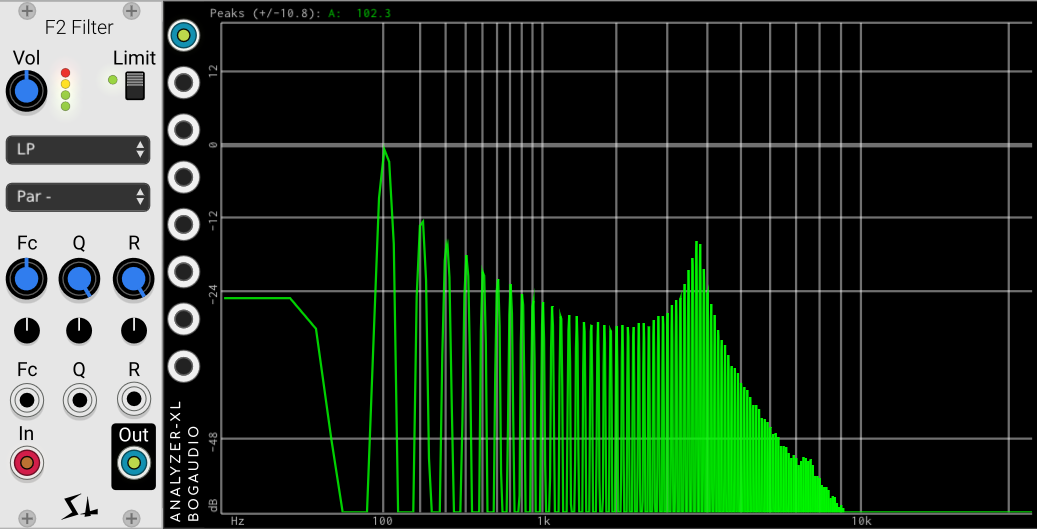 F2 Filter
Vol
Limit
LP
Par -
Fc Q R
Fc Q R
In
Out
SL
ANALYZER-XL
BOGAUDIO
Peaks (+/-10.8): A: 102.3
12
0
-12
-24
-48
dB
Hz 100 1k 10k